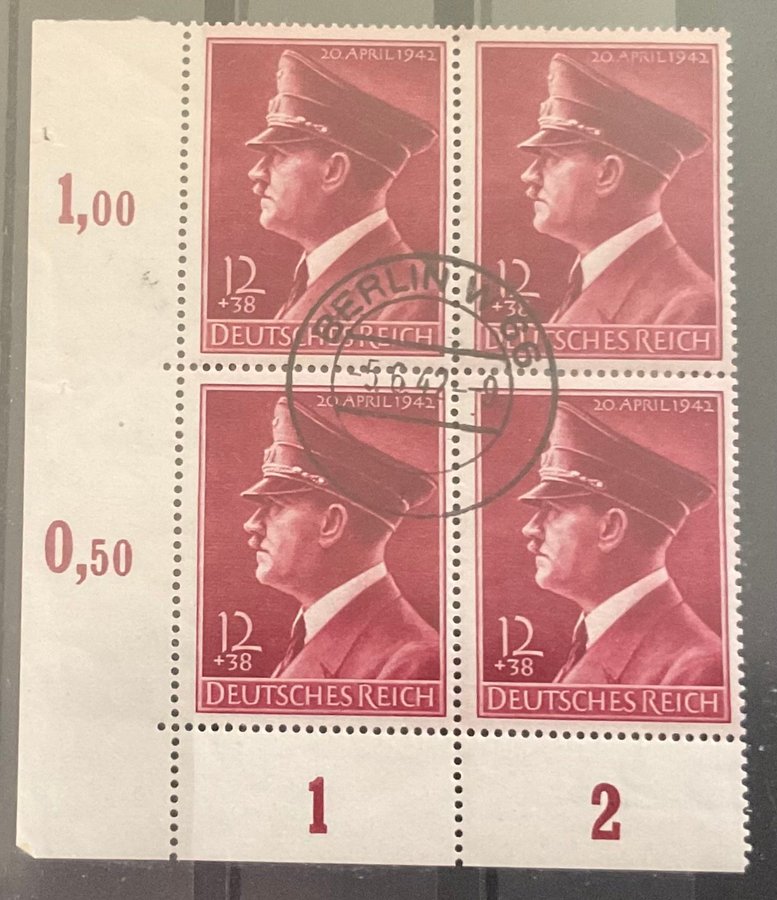 20.APRIL 1942
20.APRIL 1942
1,00
12
+38
12
+38
DEUTSCHES REICH
DEUTSCHES REICH
BERLIN W 66
-5.6.42-
20.APRIL 1942
20.APRIL 1942
0,50
12
+38
12
+38
DEUTSCHES REICH
DEUTSCHES REICH
1
2